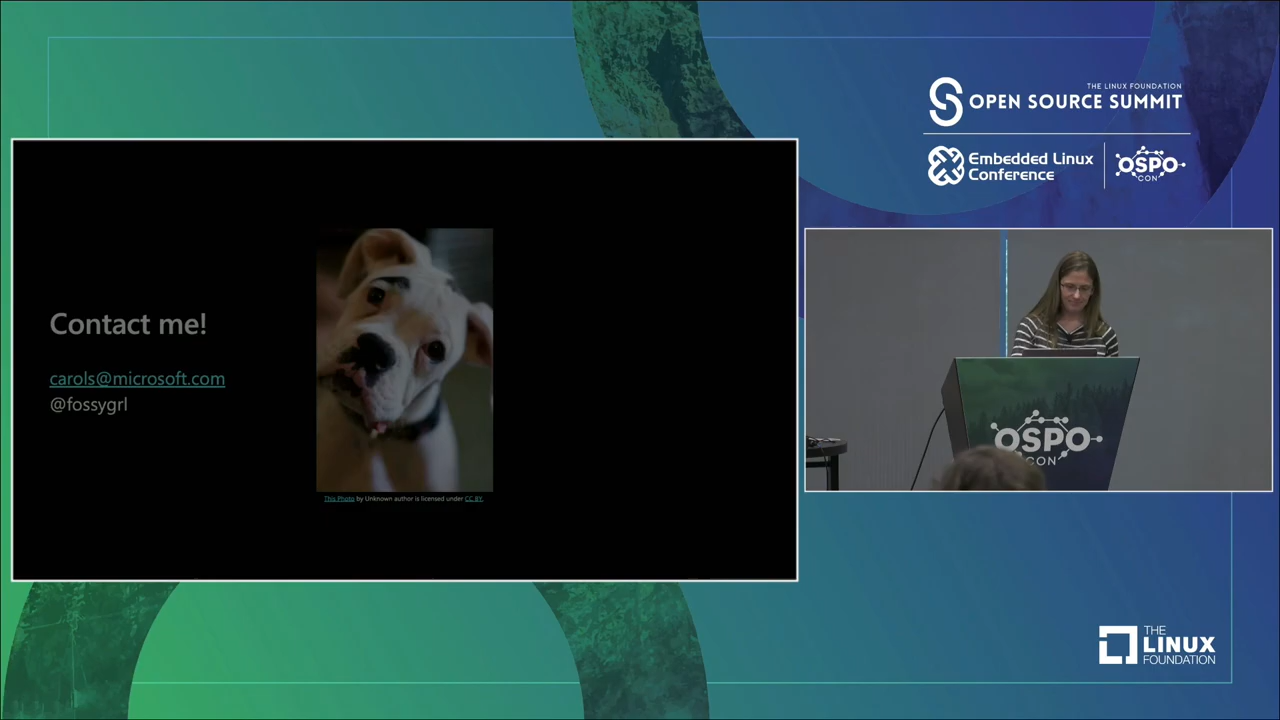 THE LINUX FOUNDATION
OPEN SOURCE SUMMIT
Embedded Linux
Conference
OSPO
CON
Contact me!
carols@microsoft.com
@fossygrl
This Photo by Unknown author is licensed under CC BY.
OSPO
CON
THE
LINUX
FOUNDATION